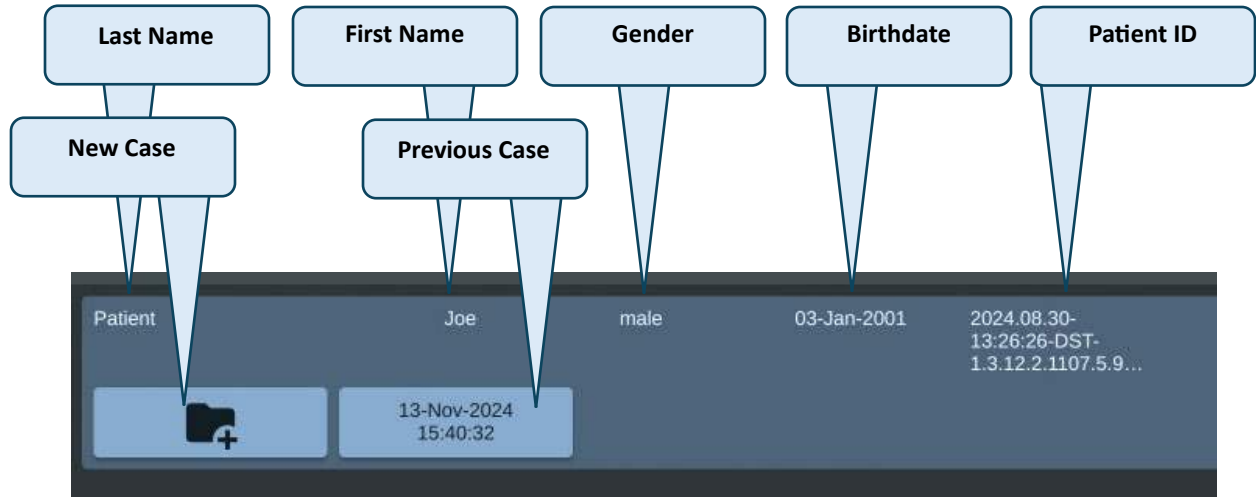 Last Name
First Name
Gender
Birthdate
Patient ID
New Case
Previous Case
Patient
Joe
male
03-Jan-2001
2024.08.30-
13:26:26-DST-
1.3.12.2.1107.5.9…
13-Nov-2024
15:40:32